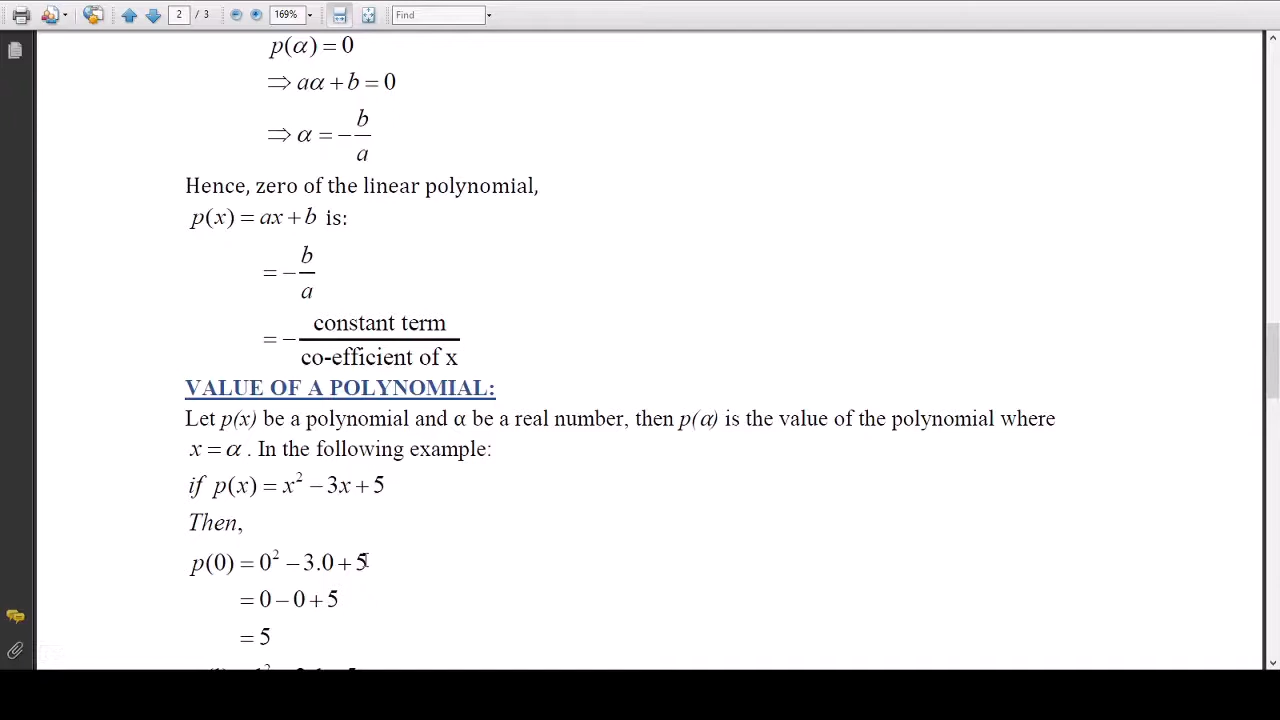 2 / 3 169% Find
p(α) = 0
⇒ aα + b = 0
⇒ α = −b/a
Hence, zero of the linear polynomial,
p(x) = ax + b is:
= −b/a
= −constant term/co-efficient of x
VALUE OF A POLYNOMIAL:
Let p(x) be a polynomial and α be a real number, then p(α) is the value of the polynomial where
x = α . In the following example:
if p(x) = x² − 3x + 5
Then,
p(0) = 0² − 3.0 + 5
= 0 − 0 + 5
= 5